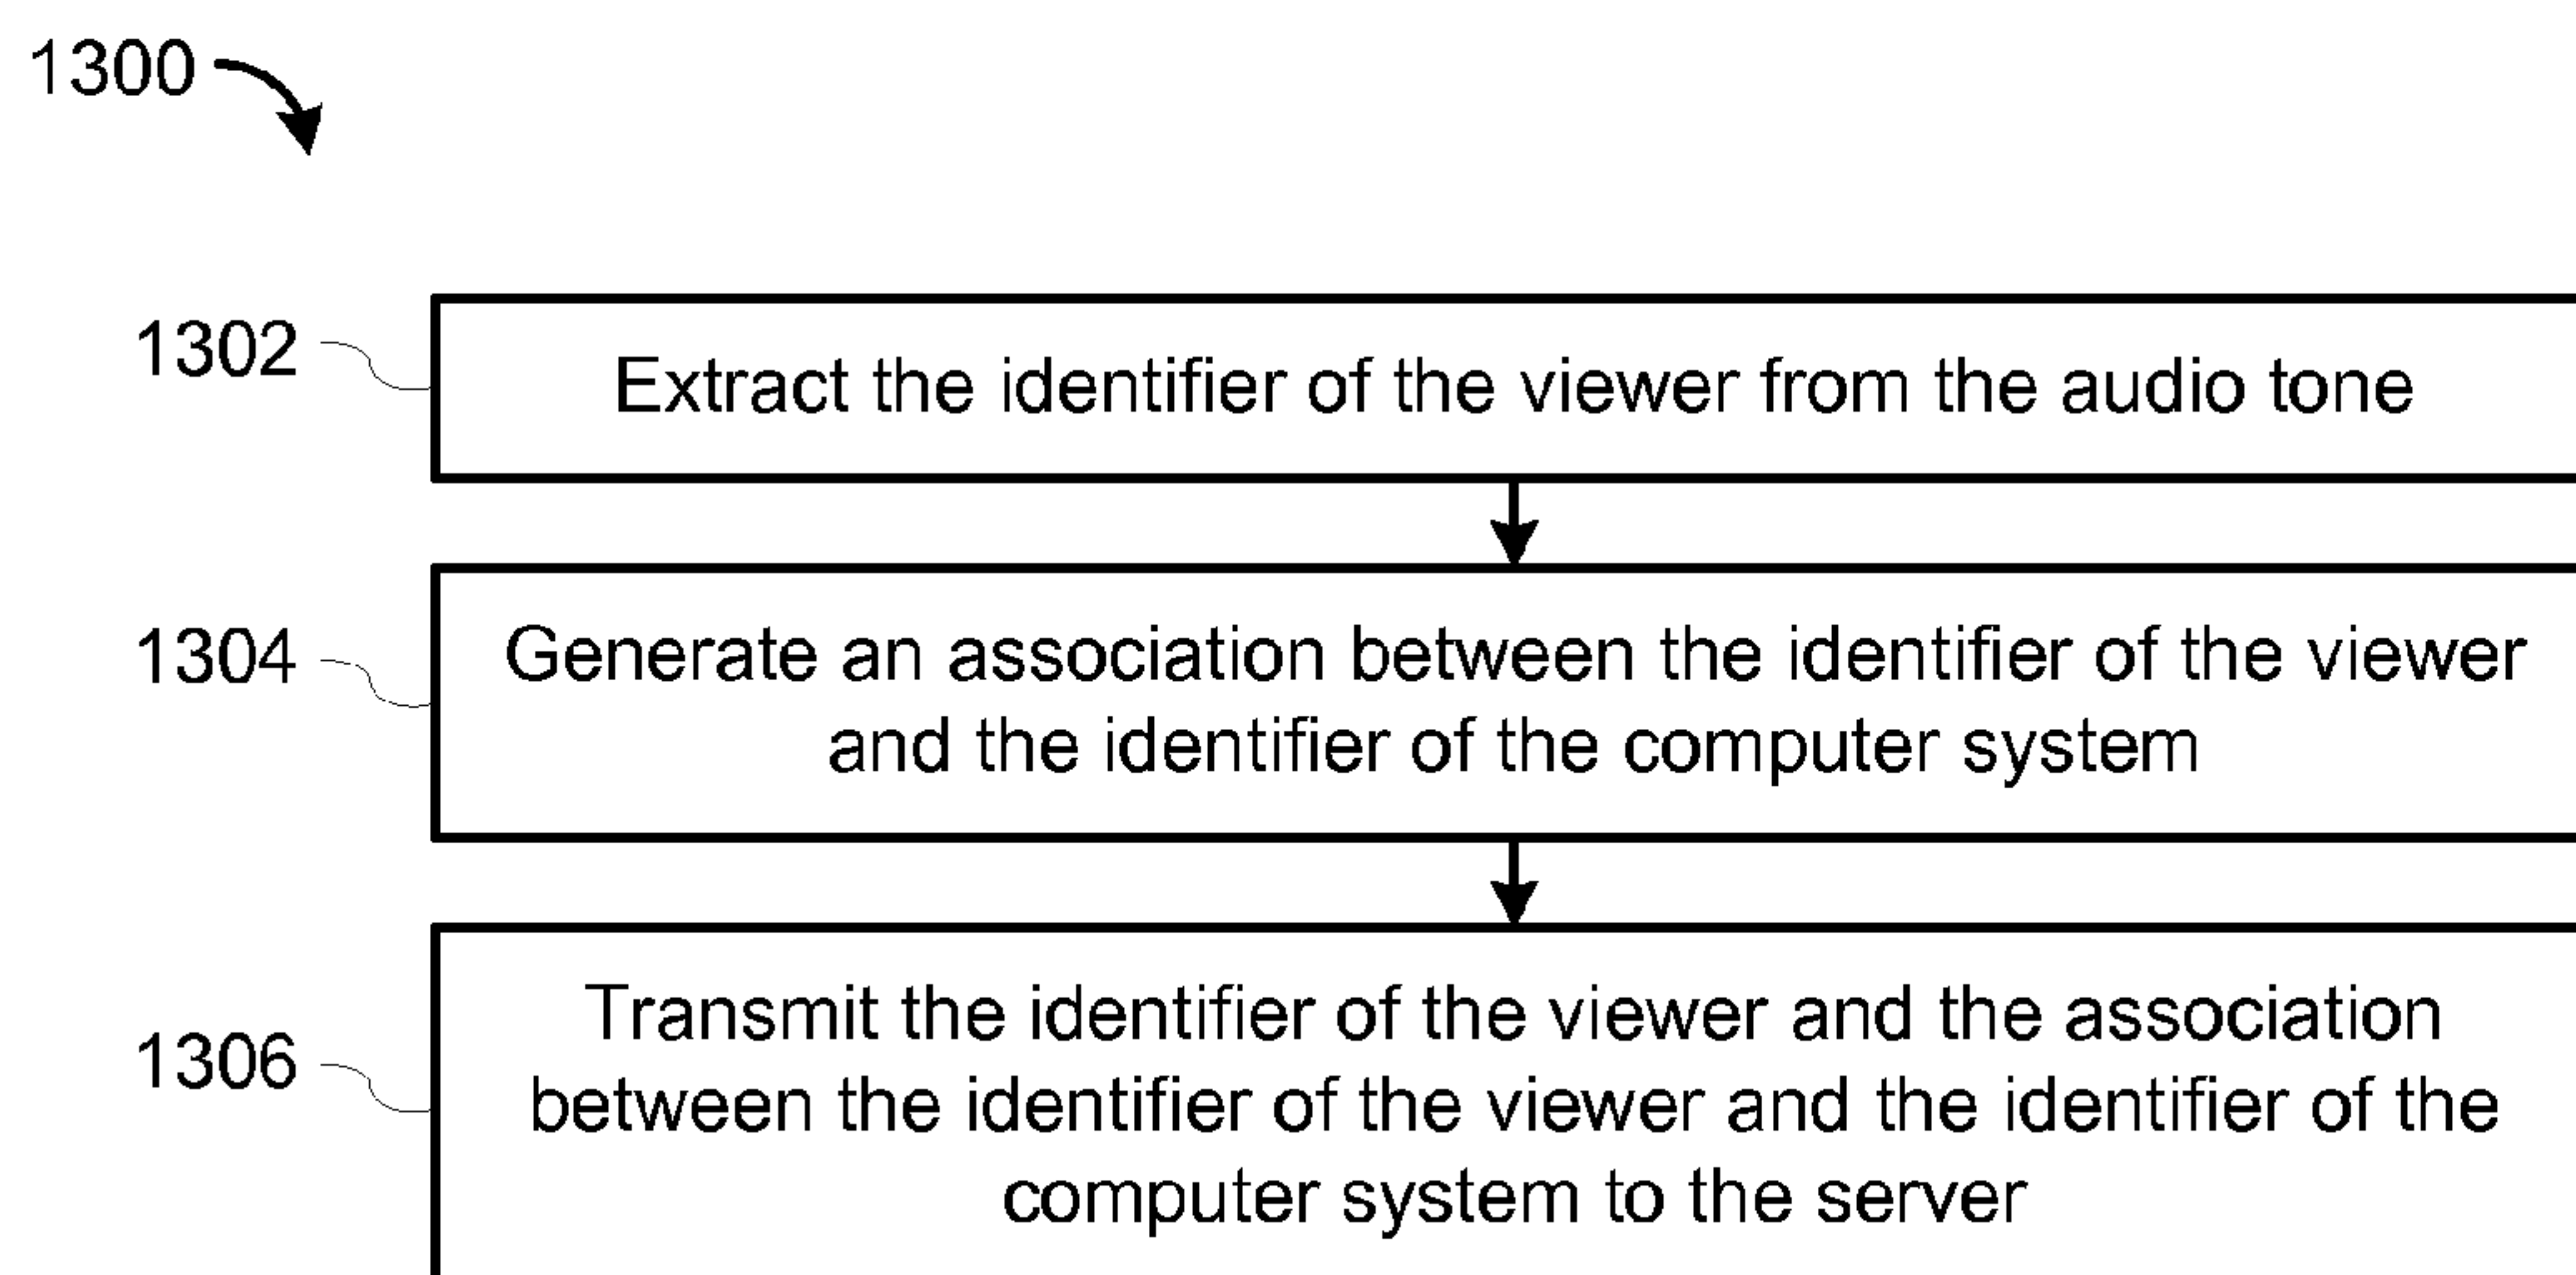 1300
1302
Extract the identifier of the viewer from the audio tone
1304
Generate an association between the identifier of the viewer
and the identifier of the computer system
1306
Transmit the identifier of the viewer and the association
between the identifier of the viewer and the identifier of the
computer system to the server